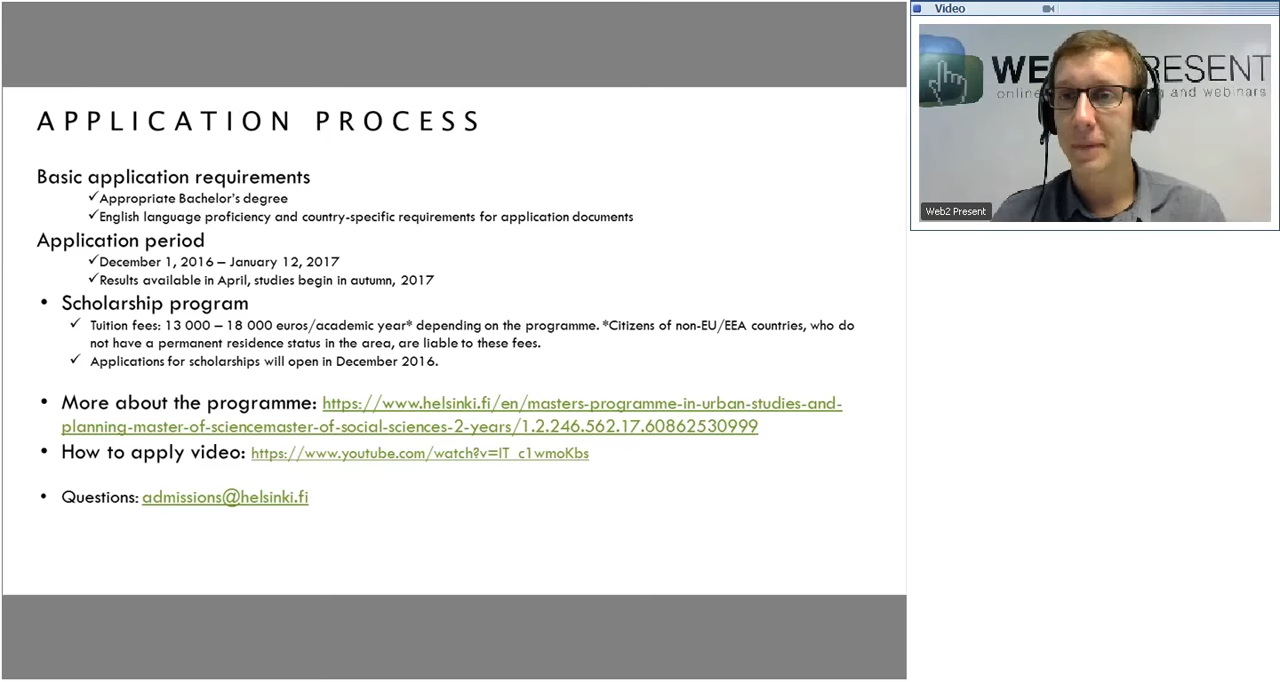 APPLICATION PROCESS
Basic application requirements
✓Appropriate Bachelor's degree
✓English language proficiency and country-specific requirements for application documents
Application period
✓December 1, 2016 – January 12, 2017
✓Results available in April, studies begin in autumn, 2017
• Scholarship program
✓ Tuition fees: 13 000 – 18 000 euros/academic year* depending on the programme. *Citizens of non-EU/EEA countries, who do
not have a permanent residence status in the area, are liable to these fees.
✓ Applications for scholarships will open in December 2016.
• More about the programme: https://www.helsinki.fi/en/masters-programme-in-urban-studies-and-
planning-master-of-sciencemaster-of-social-sciences-2-years/1.2.246.562.17.60862530999
• How to apply video: https://www.youtube.com/watch?v=IT_c1wmoKbs
• Questions: admissions@helsinki.fi
Video
WE RESENT
online g and webinars
Web2 Present